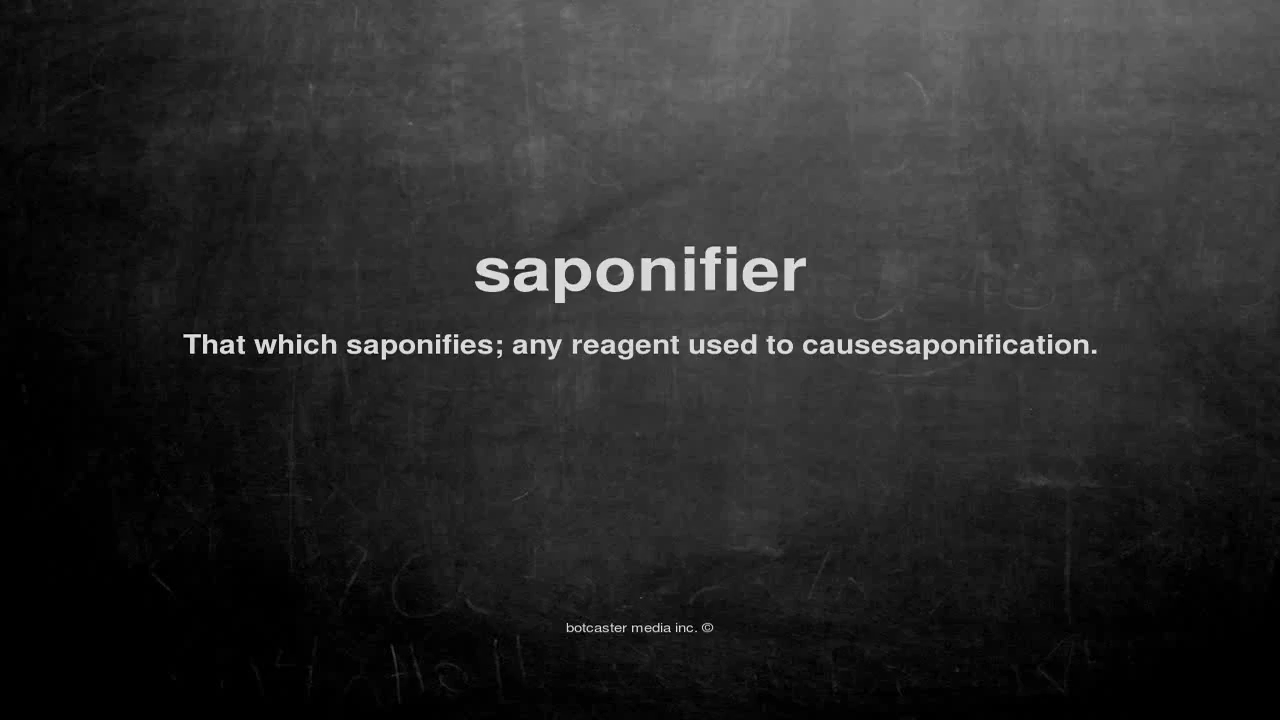 saponifier
That which saponifies; any reagent used to causesaponification.
botcaster media inc. ©